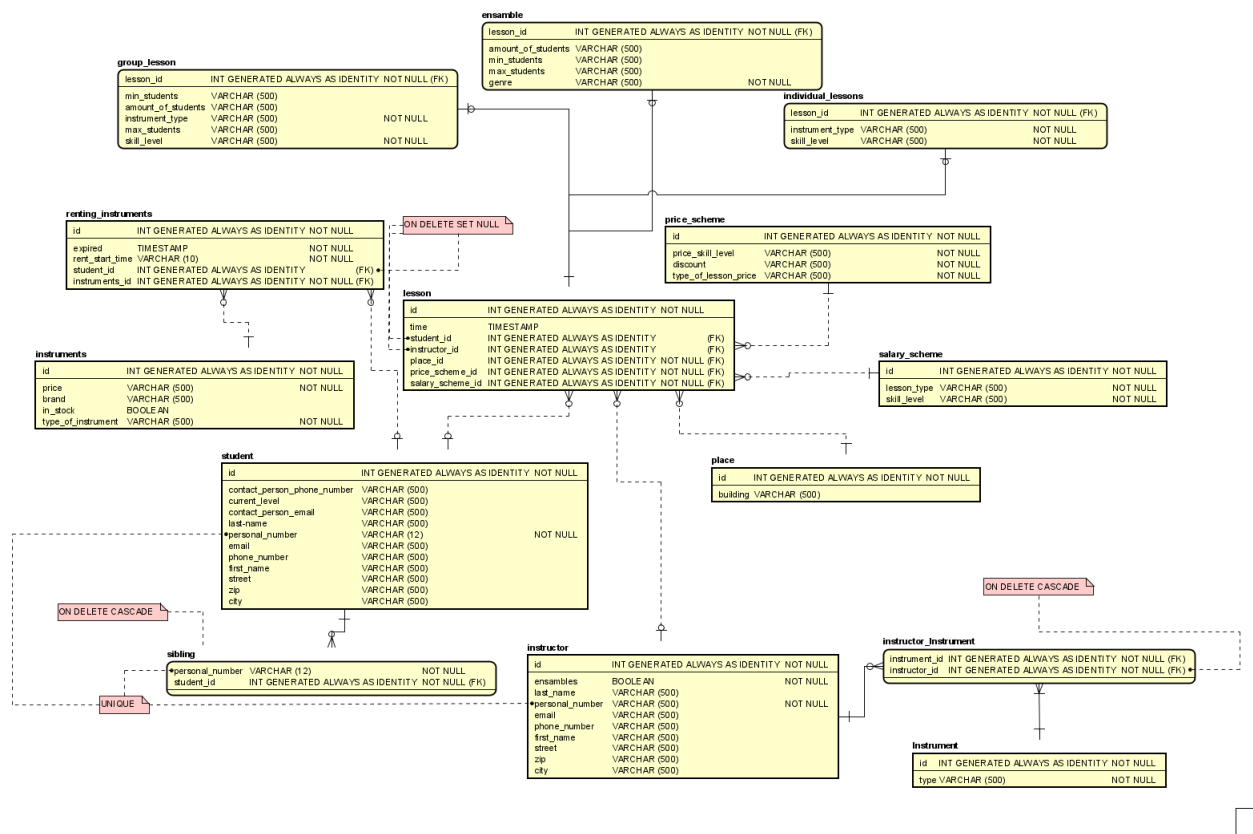 ensamble
lesson_id INT GENERATED ALWAYS AS IDENTITY NOT NULL (FK)
amount_of_students VARCHAR (500)
min_students VARCHAR (500)
max_students VARCHAR (500)
genre VARCHAR (500) NOT NULL
group_lesson
lesson_id INT GENERATED ALWAYS AS IDENTITY NOT NULL (FK)
min_students VARCHAR (500)
amount_of_students VARCHAR (500)
instrument_type VARCHAR (500) NOT NULL
max_students VARCHAR (500)
skill_level VARCHAR (500) NOT NULL
individual_lessons
lesson_id INT GENERATED ALWAYS AS IDENTITY NOT NULL (FK)
instrument_type VARCHAR (500) NOT NULL
skill_level VARCHAR (500) NOT NULL
renting_instruments
id INT GENERATED ALWAYS AS IDENTITY NOT NULL
expired TIMESTAMP NOT NULL
rent_start_time VARCHAR (10) NOT NULL
student_id INT GENERATED ALWAYS AS IDENTITY (FK)
instruments_id INT GENERATED ALWAYS AS IDENTITY NOT NULL (FK)
ON DELETE SET NULL
price_scheme
id INT GENERATED ALWAYS AS IDENTITY NOT NULL
price_skill_level VARCHAR (500) NOT NULL
discount VARCHAR (500) NOT NULL
type_of_lesson_price VARCHAR (500) NOT NULL
lesson
id INT GENERATED ALWAYS AS IDENTITY NOT NULL
time TIMESTAMP
student_id INT GENERATED ALWAYS AS IDENTITY (FK)
instructor_id INT GENERATED ALWAYS AS IDENTITY (FK)
place_id INT GENERATED ALWAYS AS IDENTITY NOT NULL (FK)
price_scheme_id INT GENERATED ALWAYS AS IDENTITY NOT NULL (FK)
salary_scheme_id INT GENERATED ALWAYS AS IDENTITY NOT NULL (FK)
instruments
id INT GENERATED ALWAYS AS IDENTITY NOT NULL
price VARCHAR (500) NOT NULL
brand VARCHAR (500)
in_stock BOOLEAN
type_of_instrument VARCHAR (500) NOT NULL
salary_scheme
id INT GENERATED ALWAYS AS IDENTITY NOT NULL
lesson_type VARCHAR (500) NOT NULL
skill_level VARCHAR (500) NOT NULL
student
id INT GENERATED ALWAYS AS IDENTITY NOT NULL
contact_person_phone_number VARCHAR (500)
current_level VARCHAR (500)
contact_person_email VARCHAR (500)
last-name VARCHAR (500)
personal_number VARCHAR (12) NOT NULL
email VARCHAR (500)
phone_number VARCHAR (500)
first_name VARCHAR (500)
street VARCHAR (500)
zip VARCHAR (500)
city VARCHAR (500)
place
id INT GENERATED ALWAYS AS IDENTITY NOT NULL
building VARCHAR (500)
ON DELETE CASCADE
ON DELETE CASCADE
sibling
personal_number VARCHAR (12) NOT NULL
student_id INT GENERATED ALWAYS AS IDENTITY NOT NULL (FK)
UNIQUE
instructor
id INT GENERATED ALWAYS AS IDENTITY NOT NULL
ensambles BOOLEAN NOT NULL
last_name VARCHAR (500)
personal_number VARCHAR (500) NOT NULL
email VARCHAR (500)
phone_number VARCHAR (500)
first_name VARCHAR (500)
street VARCHAR (500)
zip VARCHAR (500)
city VARCHAR (500)
instructor_Instrument
instrument_id INT GENERATED ALWAYS AS IDENTITY NOT NULL (FK)
instructor_id INT GENERATED ALWAYS AS IDENTITY NOT NULL (FK)
Instrument
id INT GENERATED ALWAYS AS IDENTITY NOT NULL
type VARCHAR (500) NOT NULL